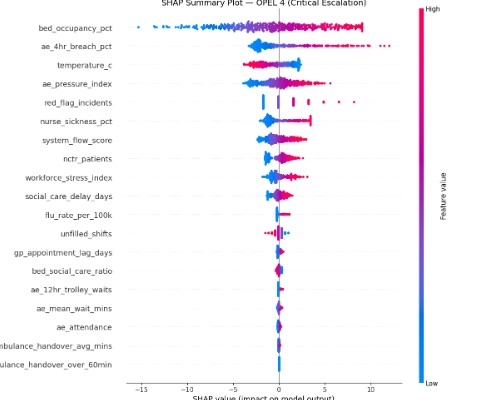 SHAP Summary Plot — OPEL 4 (Critical Escalation)
High
bed_occupancy_pct
ae_4hr_breach_pct
temperature_c
ae_pressure_index
red_flag_incidents
nurse_sickness_pct
system_flow_score
nctr_patients
workforce_stress_index
social_care_delay_days
flu_rate_per_100k
unfilled_shifts
gp_appointment_lag_days
bed_social_care_ratio
ae_12hr_trolley_waits
ae_mean_wait_mins
ae_attendance
mbulance_handover_avg_mins
ulance_handover_over_60min
Feature value
Low
−15 −10 −5 0 5 10
SHAP value (impact on model output)